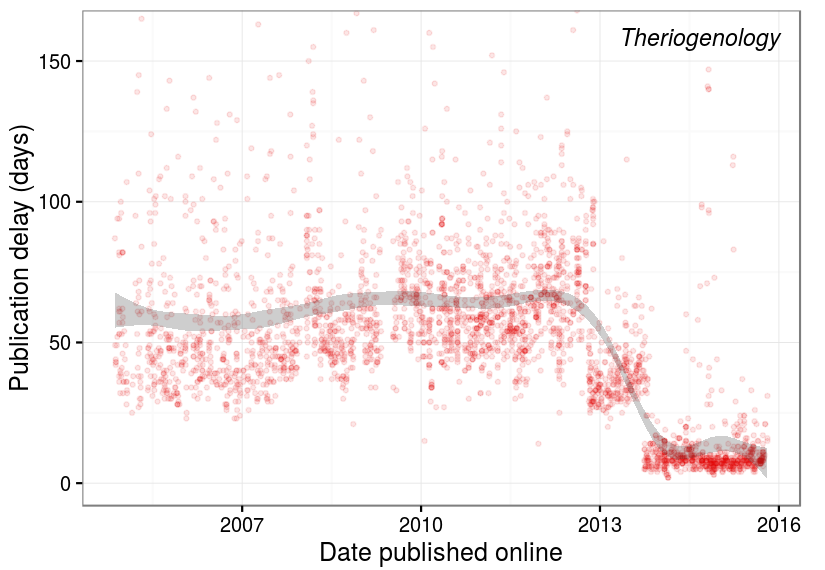 Theriogenology
150
100
50
0
Publication delay (days)
2007 2010 2013 2016
Date published online